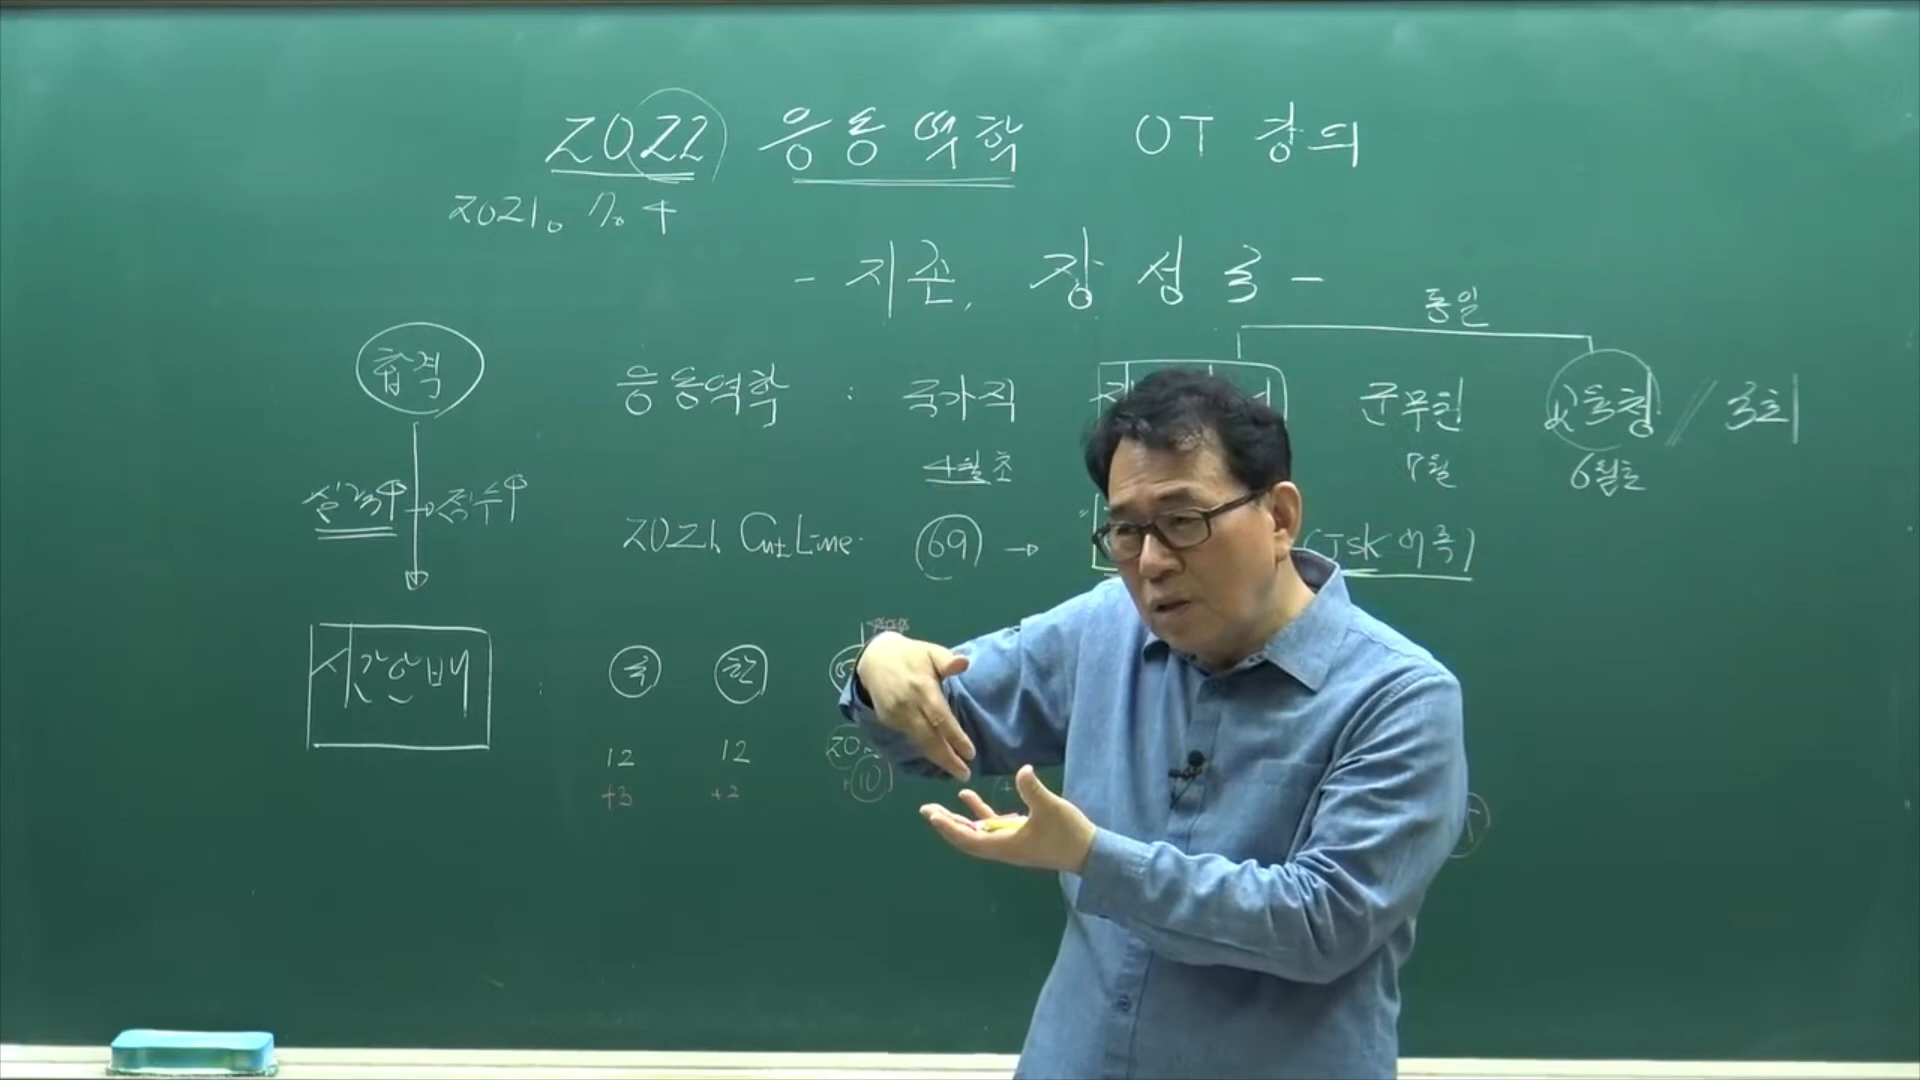 2022 응용역학 OT 강의
2021. 7. 4
- 지존, 장 성 국 -
통일
합격
응용역학 : 국가직 군무원 교육청 // 3회
4월초 7월 6월초
실력↑ → 점수↑
2021 Cut Line 69 → (JSK 예측)
시간안배 : 국 한
12 12 20
+3 +2 +10